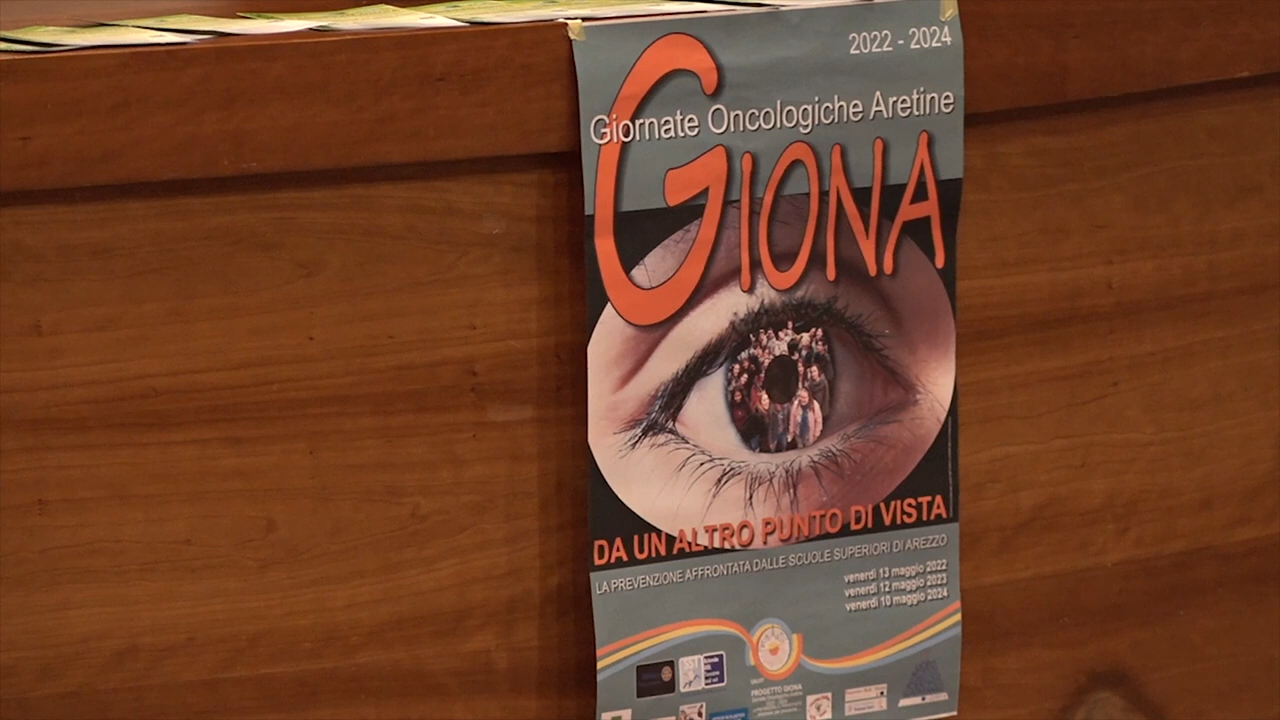 2022 - 2024
Giornate Oncologiche Aretine
GIONA
DA UN ALTRO PUNTO DI VISTA
LA PREVENZIONE AFFRONTATA DALLE SCUOLE SUPERIORI DI AREZZO
venerdì 13 maggio 2022
venerdì 12 maggio 2023
venerdì 10 maggio 2024
PROGETTO GIONA